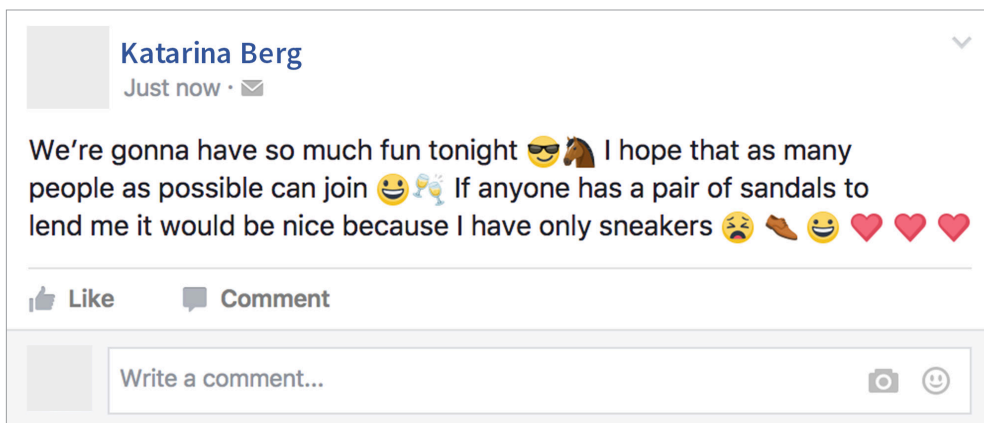 Katarina Berg
Just now ·
We’re gonna have so much fun tonight 😎🐴 I hope that as many
people as possible can join 😀🥂 If anyone has a pair of sandals to
lend me it would be nice because I have only sneakers 😫 👞 😀 ❤️ ❤️ ❤️
Like Comment
Write a comment...